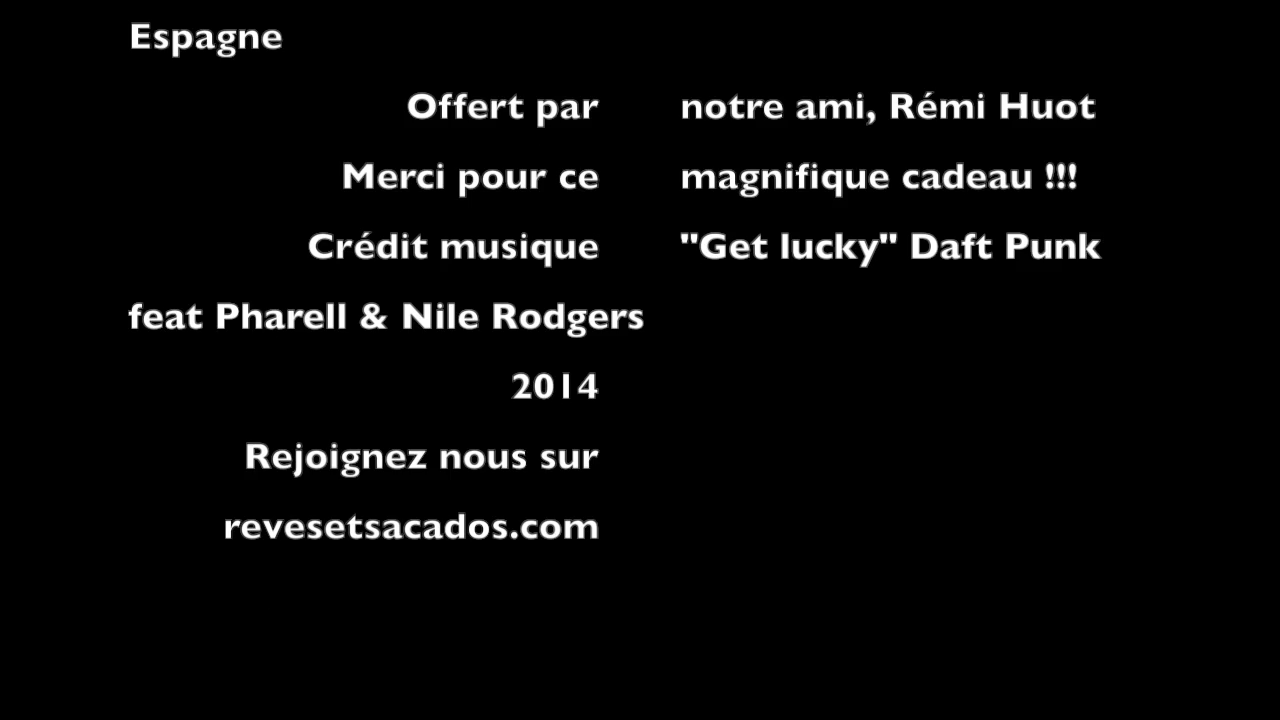 Espagne
Offert par notre ami, Rémi Huot
Merci pour ce magnifique cadeau !!!
Crédit musique "Get lucky" Daft Punk
feat Pharell & Nile Rodgers
2014
Rejoignez nous sur
revesetsacados.com